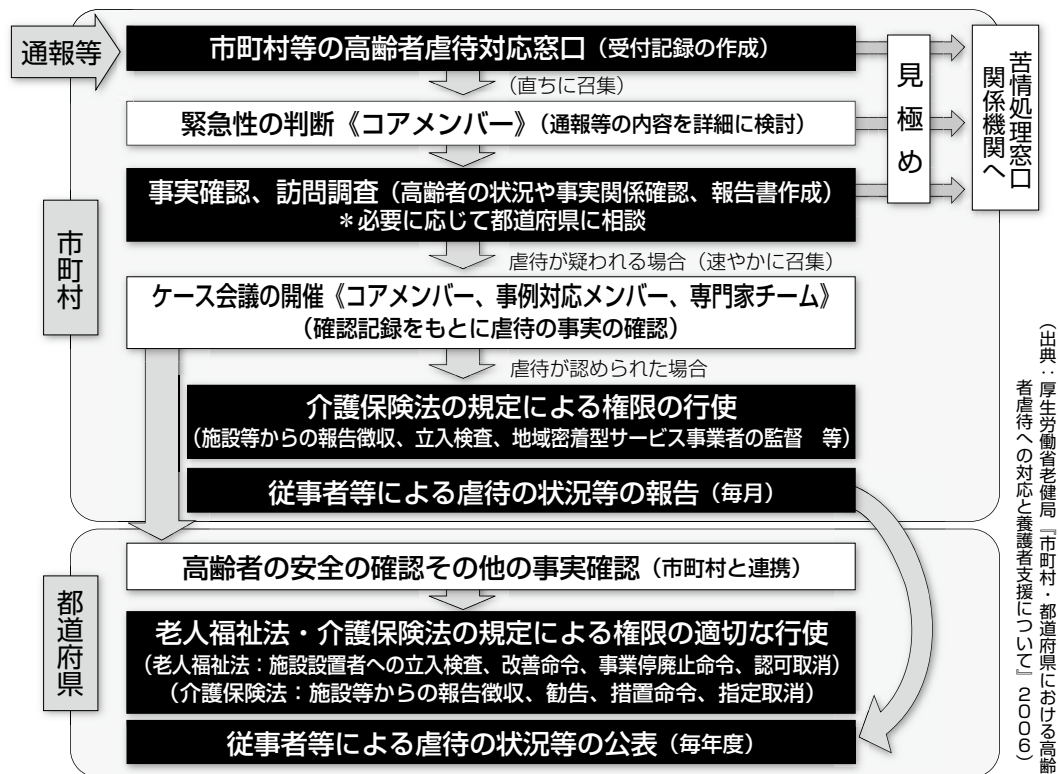 通報等
市町村等の高齢者虐待対応窓口（受付記録の作成）
（直ちに召集）
緊急性の判断《コアメンバー》（通報等の内容を詳細に検討）
事実確認、訪問調査（高齢者の状況や事実関係確認、報告書作成）
＊必要に応じて都道府県に相談
見極め
苦情処理窓口
関係機関へ
市町村
虐待が疑われる場合（速やかに召集）
ケース会議の開催《コアメンバー、事例対応メンバー、専門家チーム》
（確認記録をもとに虐待の事実の確認）
虐待が認められた場合
介護保険法の規定による権限の行使
（施設等からの報告徴収、立入検査、地域密着型サービス事業者の監督　等）
従事者等による虐待の状況等の報告（毎月）
都道府県
高齢者の安全の確認その他の事実確認（市町村と連携）
老人福祉法・介護保険法の規定による権限の適切な行使
（老人福祉法：施設設置者への立入検査、改善命令、事業停廃止命令、認可取消）
（介護保険法：施設等からの報告徴収、勧告、措置命令、指定取消）
従事者等による虐待の状況等の公表（毎年度）
（出典：厚生労働省老健局『市町村・都道府県における高齢
者虐待への対応と養護者支援について』2006）